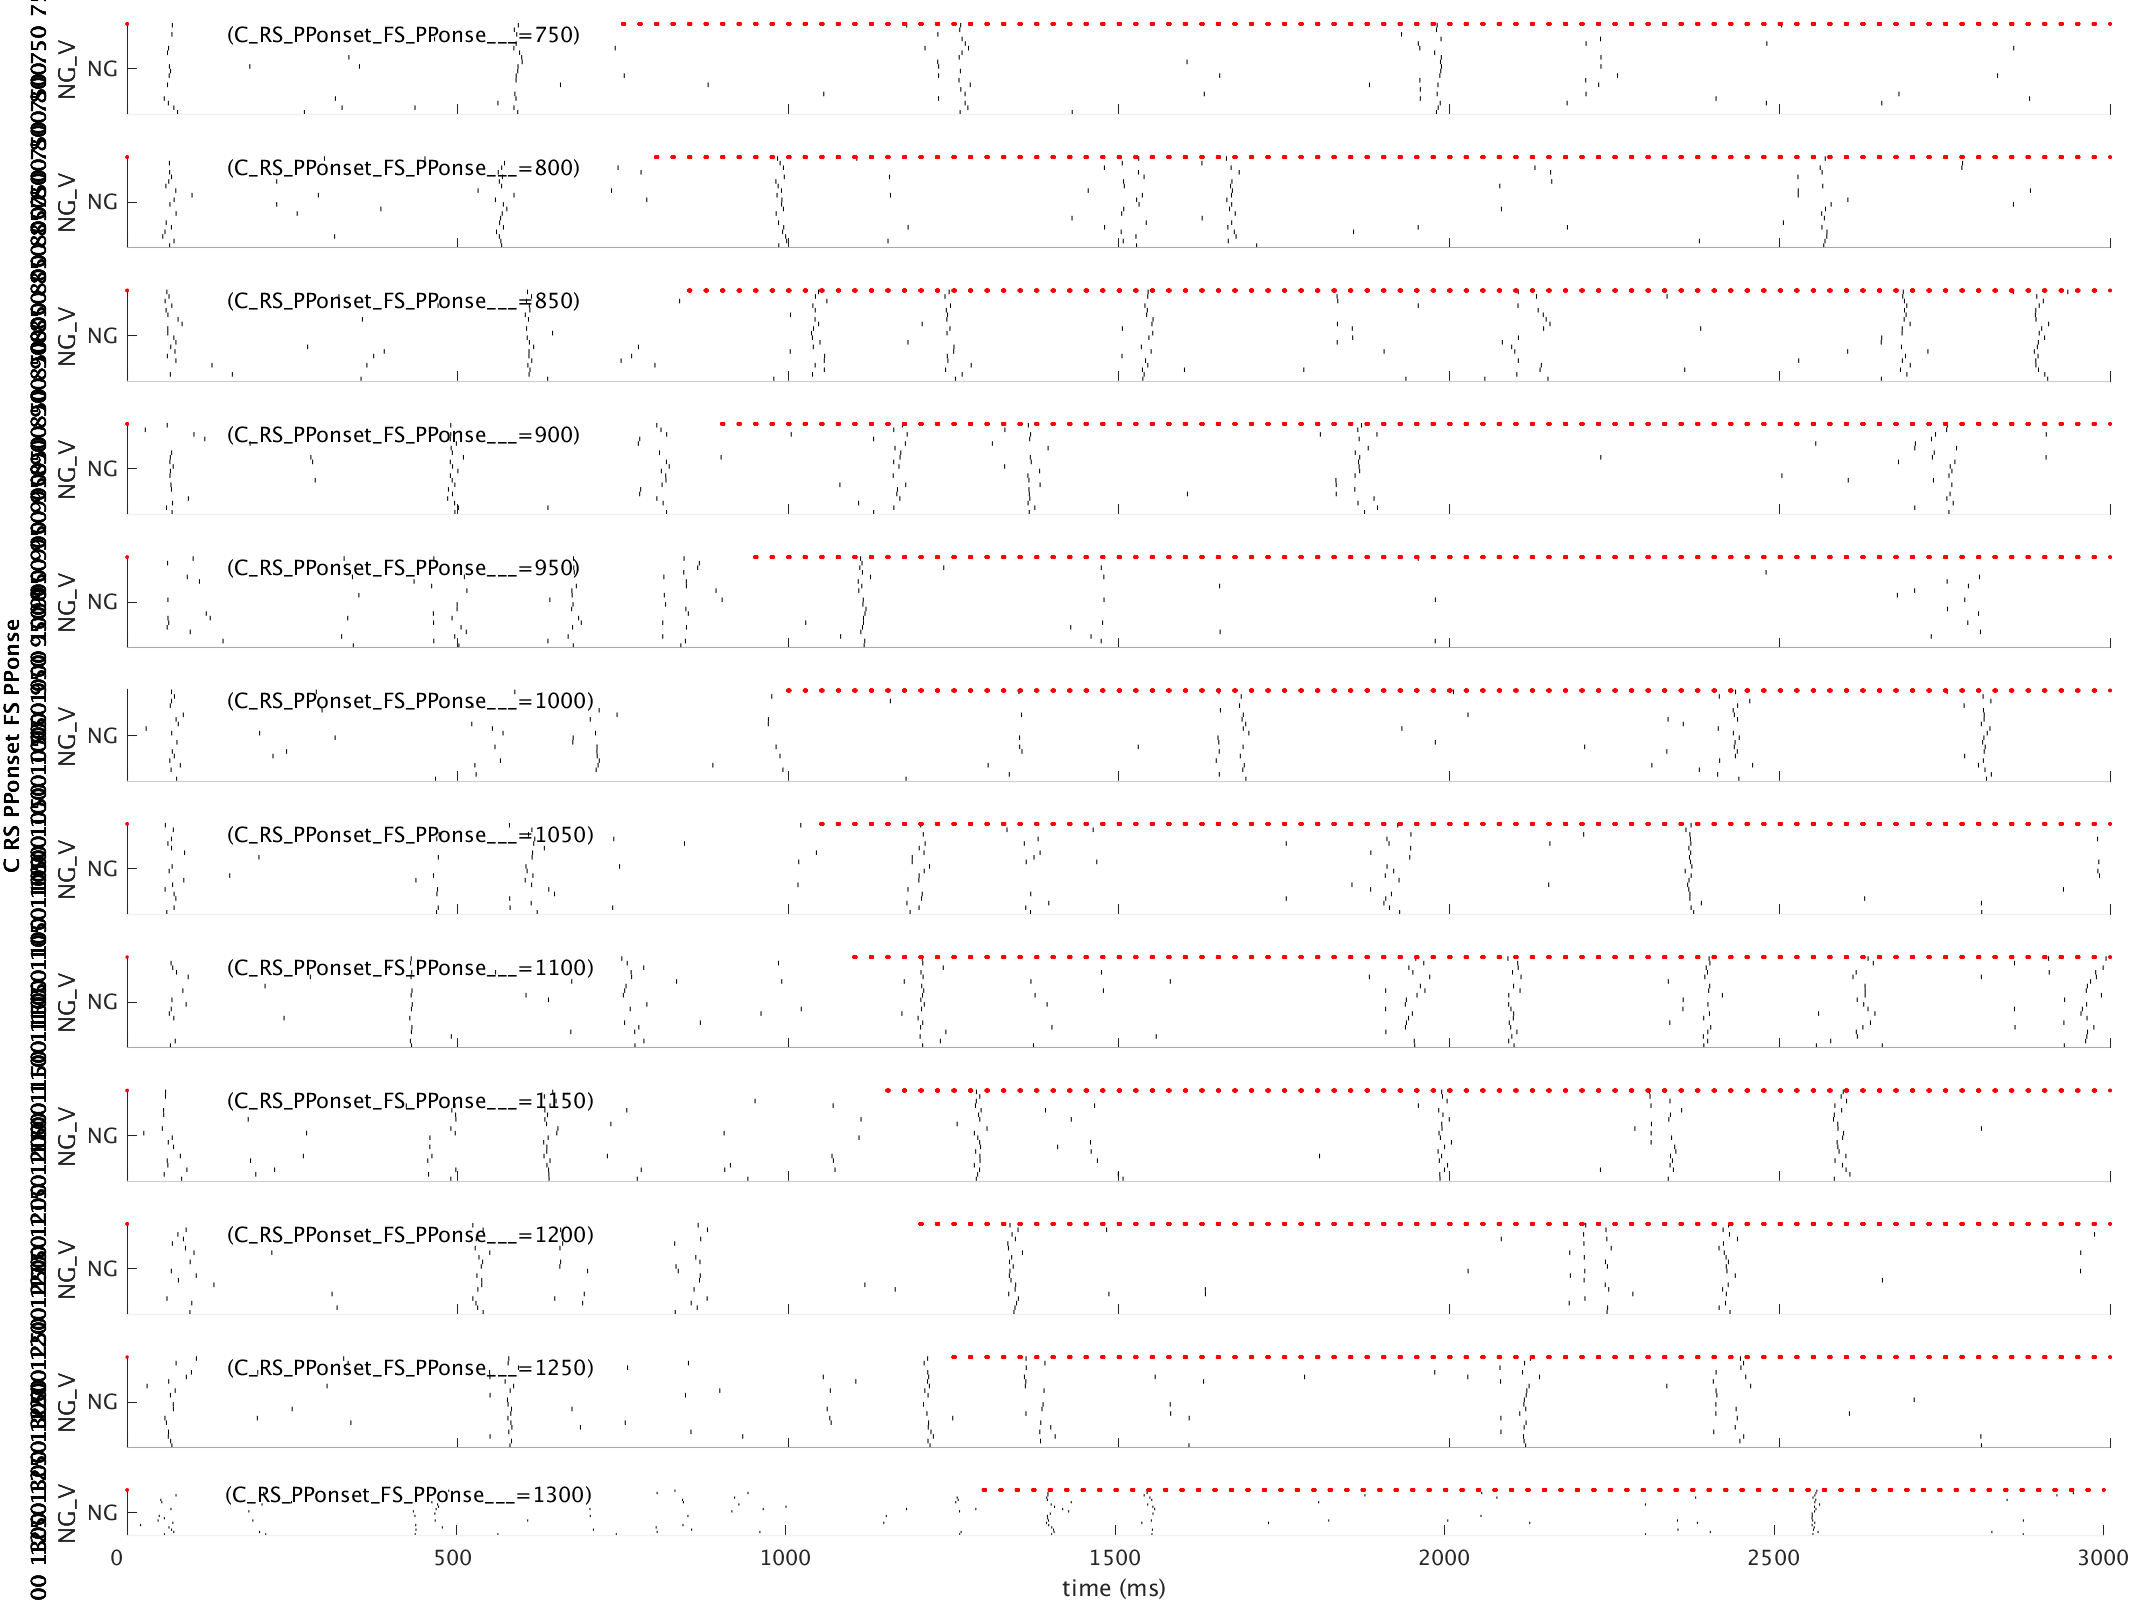 (C_RS_PPonset_FS_PPonse___=750)
NG_V
NG
(C_RS_PPonset_FS_PPonse___=800)
NG_V
NG
(C_RS_PPonset_FS_PPonse___=850)
NG_V
NG
(C_RS_PPonset_FS_PPonse___=900)
NG_V
NG
(C_RS_PPonset_FS_PPonse___=950)
NG_V
NG
C RS PPonset FS PPonse
(C_RS_PPonset_FS_PPonse___=1000)
NG_V
NG
(C_RS_PPonset_FS_PPonse___=1050)
NG_V
NG
(C_RS_PPonset_FS_PPonse___=1100)
NG_V
NG
(C_RS_PPonset_FS_PPonse___=1150)
NG_V
NG
(C_RS_PPonset_FS_PPonse___=1200)
NG_V
NG
(C_RS_PPonset_FS_PPonse___=1250)
NG_V
NG
(C_RS_PPonset_FS_PPonse___=1300)
NG_V
NG
0 500 1000 1500 2000 2500 3000
time (ms)